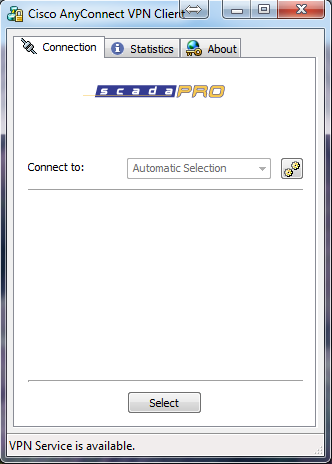 Cisco AnyConnect VPN Client
Connection
Statistics
About
scadaPRO
Connect to:
Automatic Selection
Select
VPN Service is available.